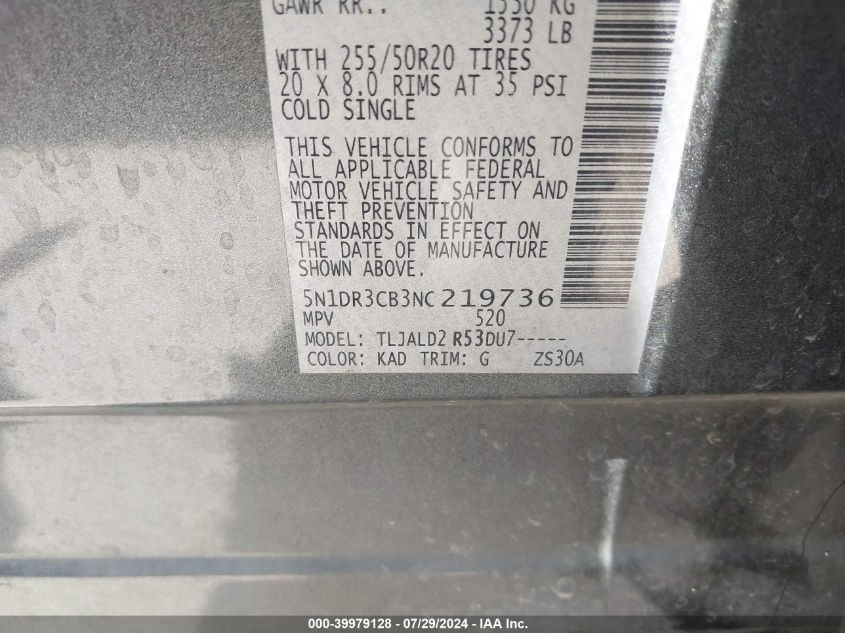 GAWR RR.: 1530 KG
3373 LB
WITH 255/50R20 TIRES
20 X 8.0 RIMS AT 35 PSI
COLD SINGLE
THIS VEHICLE CONFORMS TO
ALL APPLICABLE FEDERAL
MOTOR VEHICLE SAFETY AND
THEFT PREVENTION
STANDARDS IN EFFECT ON
THE DATE OF MANUFACTURE
SHOWN ABOVE.
5N1DR3CB3NC219736
MPV 520
MODEL: TLJALD2 R53DU7-----
COLOR: KAD TRIM: G ZS30A
000-39979128 - 07/29/2024 - IAA Inc.